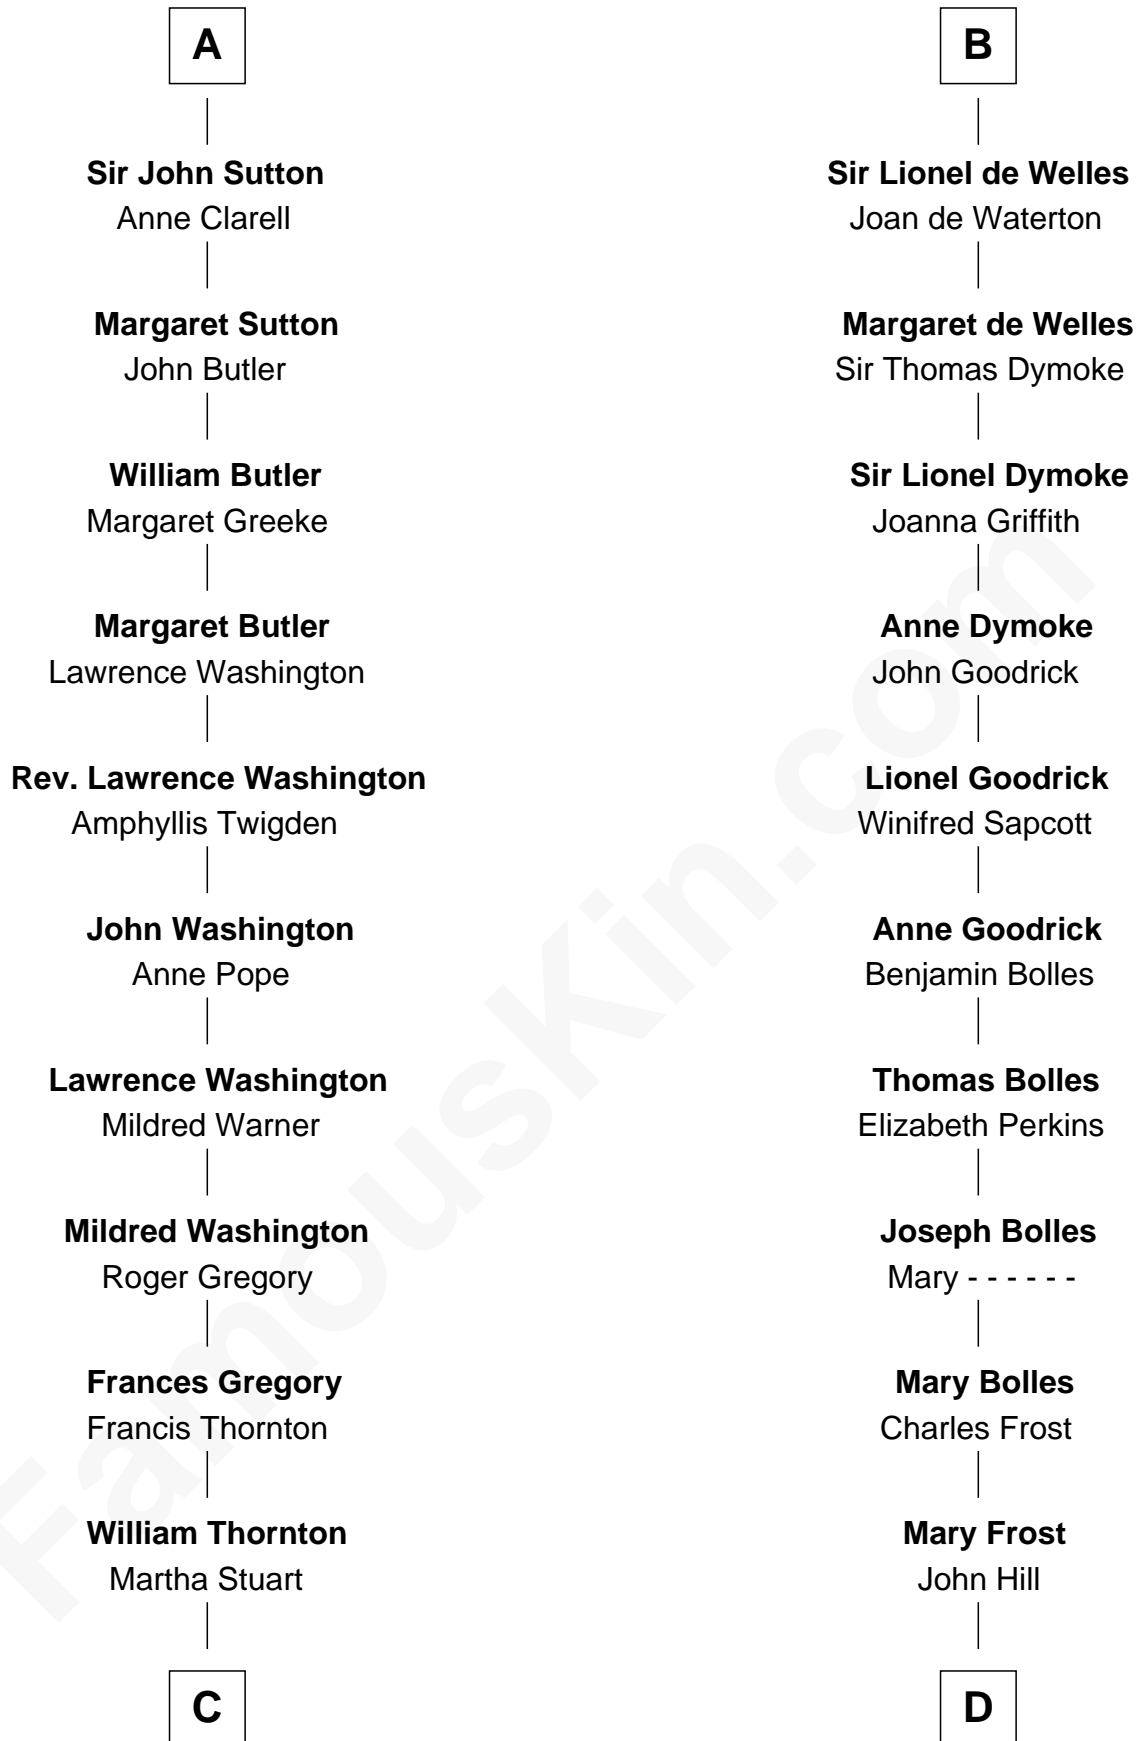 A
Sir John Sutton
Anne Clarell
Margaret Sutton
John Butler
William Butler
Margaret Greeke
Margaret Butler
Lawrence Washington
Rev. Lawrence Washington
Amphyllis Twigden
John Washington
Anne Pope
Lawrence Washington
Mildred Warner
Mildred Washington
Roger Gregory
Frances Gregory
Francis Thornton
William Thornton
Martha Stuart
C
B
Sir Lionel de Welles
Joan de Waterton
Margaret de Welles
Sir Thomas Dymoke
Sir Lionel Dymoke
Joanna Griffith
Anne Dymoke
John Goodrick
Lionel Goodrick
Winifred Sapcott
Anne Goodrick
Benjamin Bolles
Thomas Bolles
Elizabeth Perkins
Joseph Bolles
Mary - - - - - -
Mary Bolles
Charles Frost
Mary Frost
John Hill
D
FamousKin.com